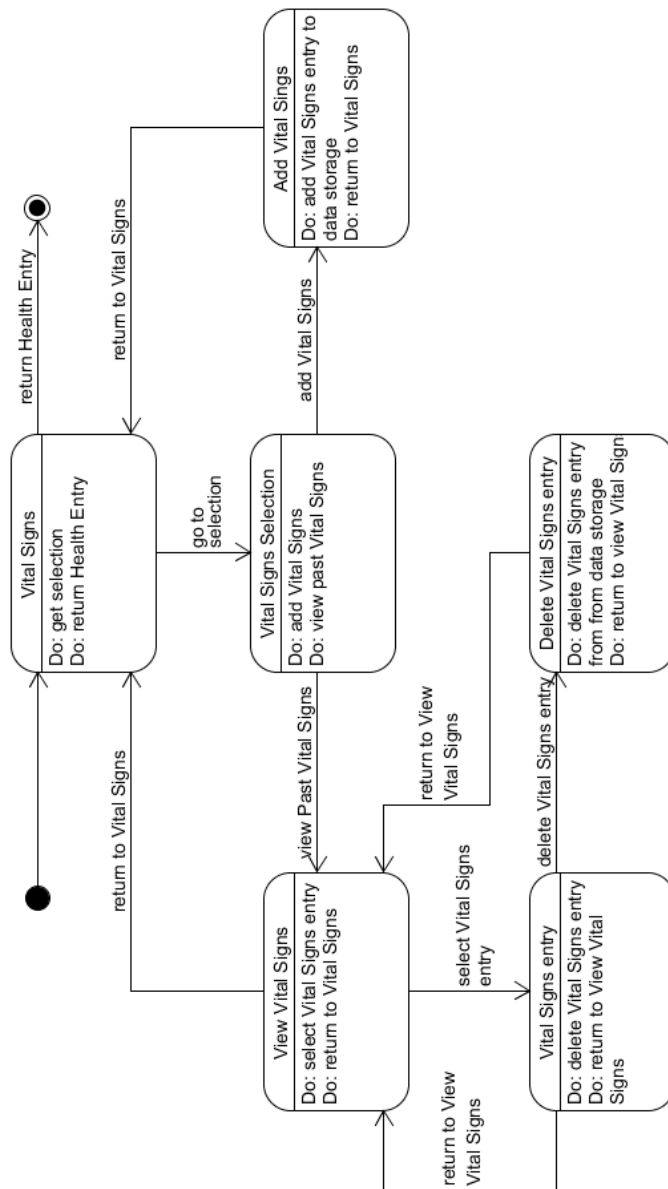 return Health Entry
Vital Signs
Do: get selection
Do: return Health Entry
return to Vital Signs
return to Vital Signs
go to
selection
Add Vital Sings
Do: add Vital Signs entry to
data storage
Do: return to Vital Signs
Vital Signs Selection
Do: add Vital Signs
Do: view past Vital Signs
add Vital Signs
view Past Vital Signs
View Vital Signs
Do: select Vital Signs entry
Do: return to Vital Signs
return to View
Vital Signs
select Vital Signs
entry
return to View
Vital Signs
Vital Signs entry
Do: delete Vital Signs entry
Do: return to View Vital
Signs
delete Vital Signs entry
Delete Vital Signs entry
Do: delete Vital Signs entry
from from data storage
Do: return to view Vital Sign